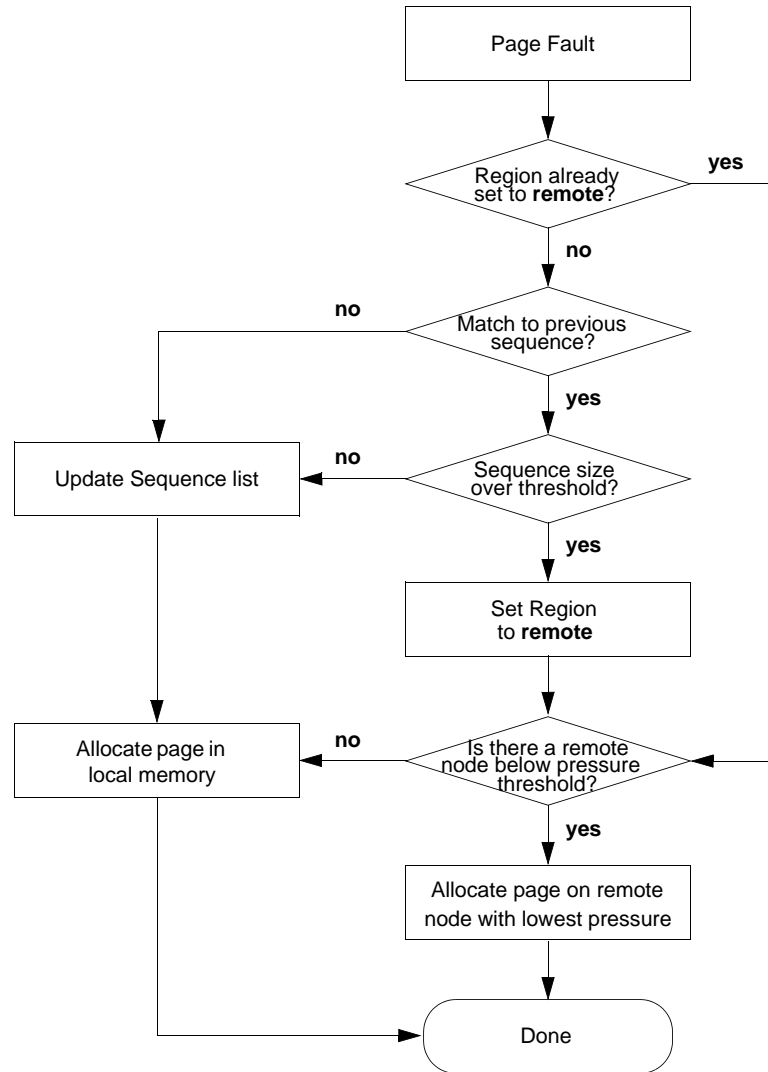 Page Fault
Region already
set to remote?
yes
no
Match to previous
sequence?
no
yes
Update Sequence list
no
Sequence size
over threshold?
yes
Set Region
to remote
Allocate page in
local memory
no
Is there a remote
node below pressure
threshold?
yes
Allocate page on remote
node with lowest pressure
Done